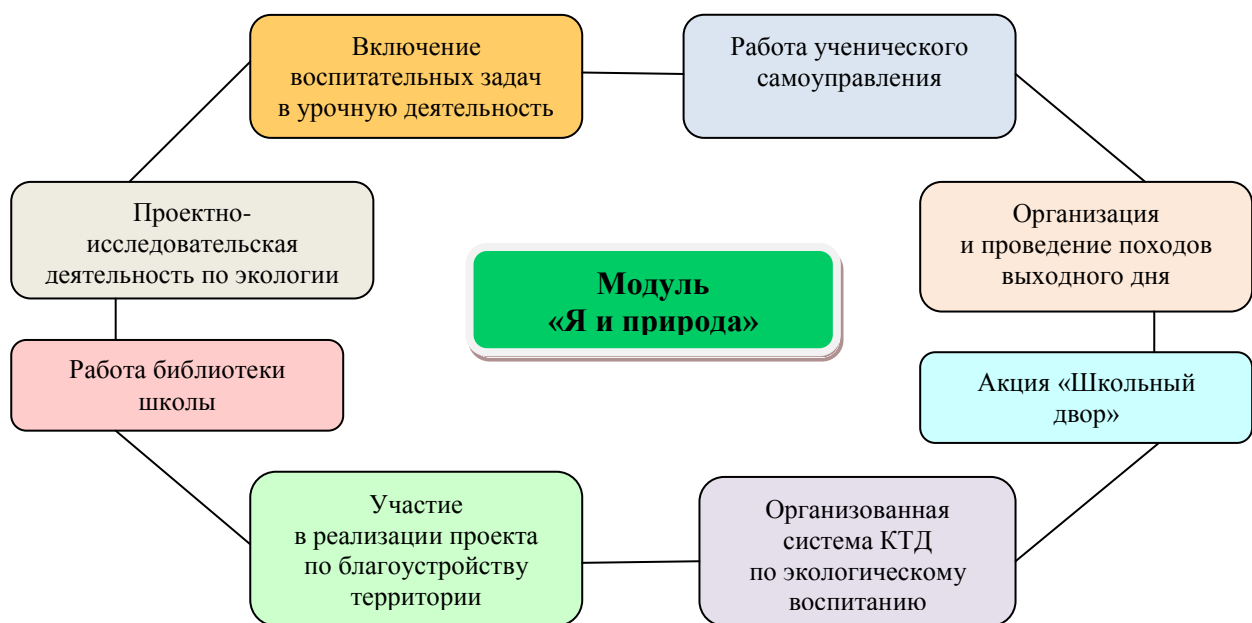 Включение
воспитательных задач
в урочную деятельность
Работа ученического
самоуправления
Проектно-
исследовательская
деятельность по экологии
Организация
и проведение походов
выходного дня
Модуль
«Я и природа»
Работа библиотеки
школы
Акция «Школьный
двор»
Участие
в реализации проекта
по благоустройству
территории
Организованная
система КТД
по экологическому
воспитанию